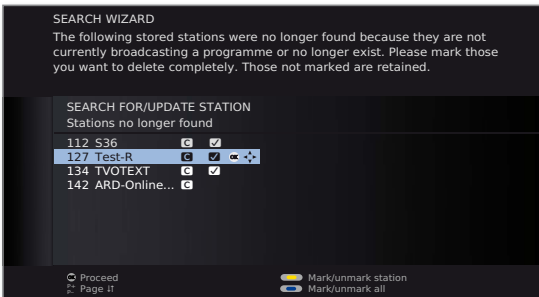 SEARCH WIZARD
The following stored stations were no longer found because they are not
currently broadcasting a programme or no longer exist. Please mark those
you want to delete completely. Those not marked are retained.
SEARCH FOR/UPDATE STATION
Stations no longer found
112 S36 C
127 Test-R C OK
134 TVOTEXT C
142 ARD-Online... C
OK Proceed Mark/unmark station
P+ P- Page Mark/unmark all